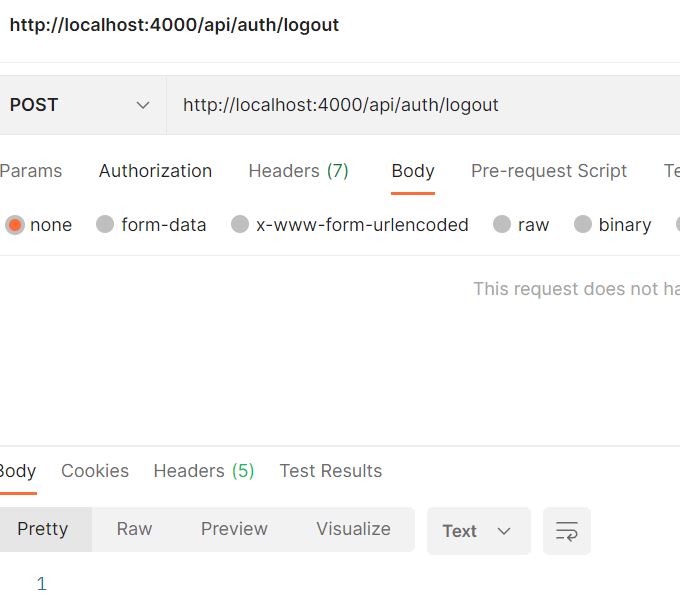 http://localhost:4000/api/auth/logout
POST http://localhost:4000/api/auth/logout
Params Authorization Headers (7) Body Pre-request Script Te
none form-data x-www-form-urlencoded raw binary
This request does not ha
Body Cookies Headers (5) Test Results
Pretty Raw Preview Visualize Text
1